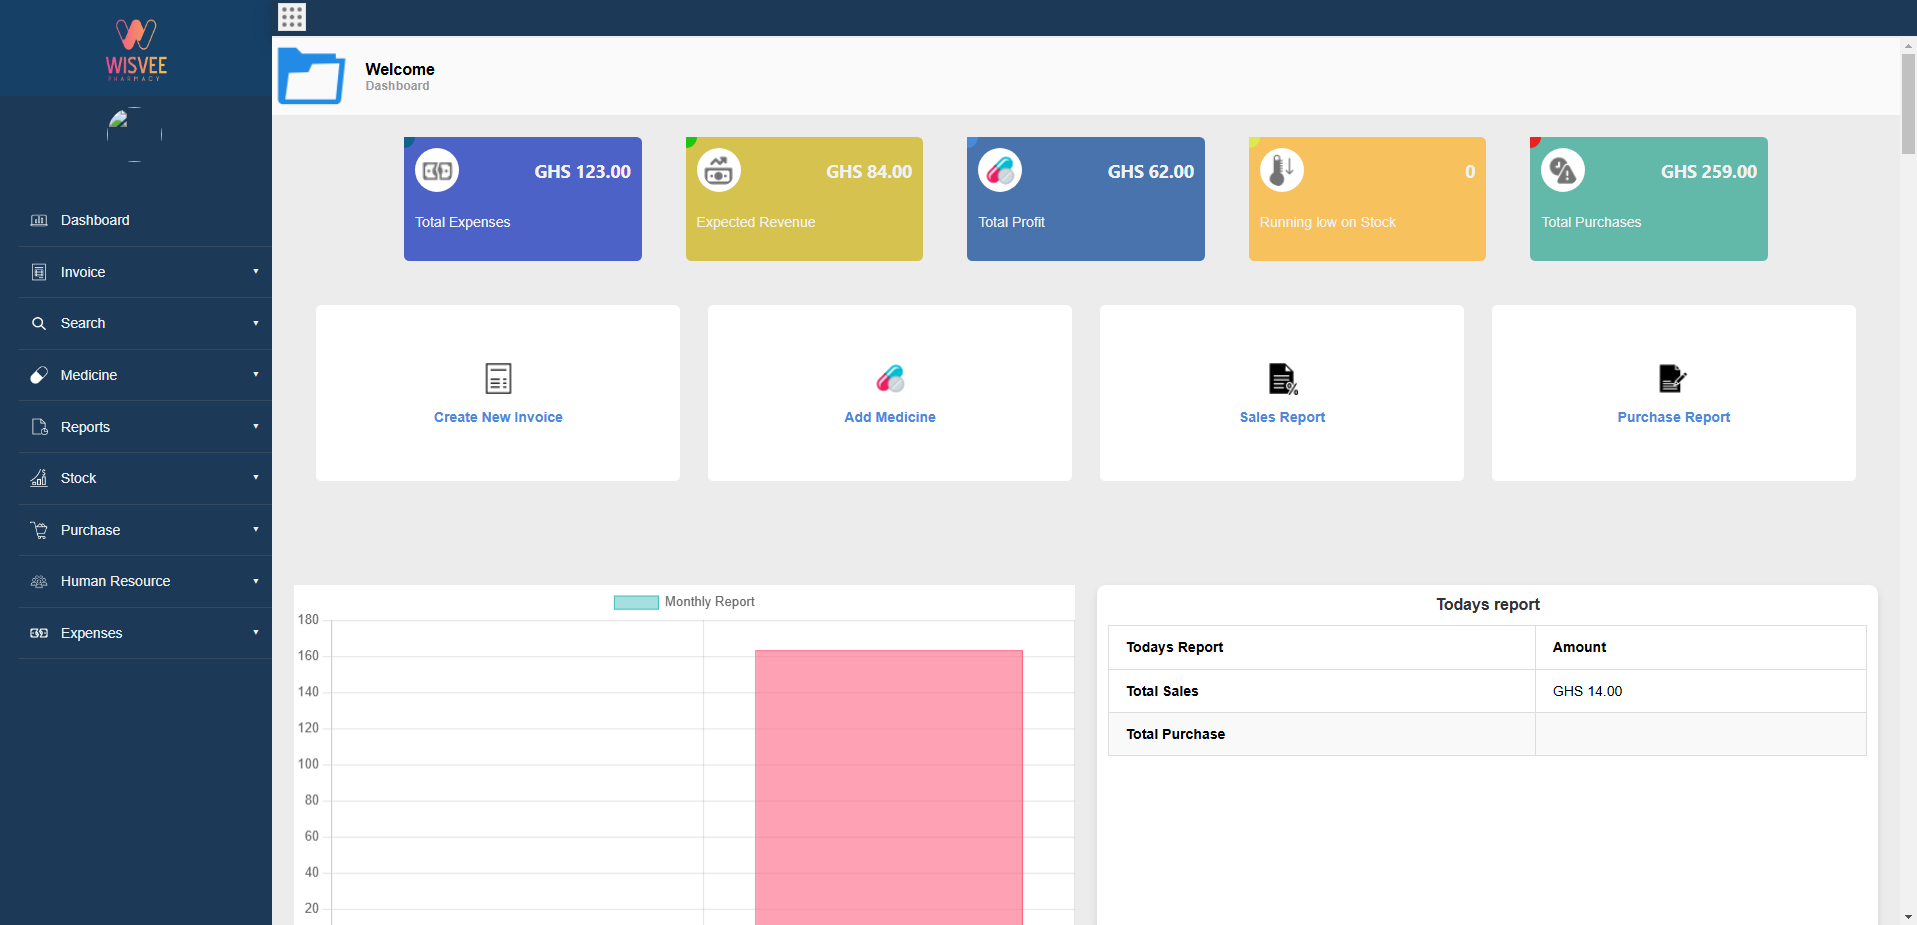 WISVEE
PHARMACY
Dashboard
Invoice
Search
Medicine
Reports
Stock
Purchase
Human Resource
Expenses
Welcome
Dashboard
GHS 123.00
Total Expenses
GHS 84.00
Expected Revenue
GHS 62.00
Total Profit
0
Running low on Stock
GHS 259.00
Total Purchases
Create New Invoice
Add Medicine
Sales Report
Purchase Report
Monthly Report
180
160
140
120
100
80
60
40
20
Todays report
Todays Report Amount
Total Sales GHS 14.00
Total Purchase